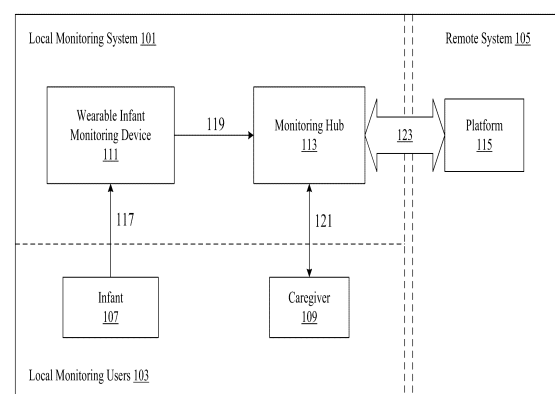 Local Monitoring System 101
Remote System 105
Wearable Infant
Monitoring Device
111
119
Monitoring Hub
113
123
Platform
115
117
121
Infant
107
Caregiver
109
Local Monitoring Users 103